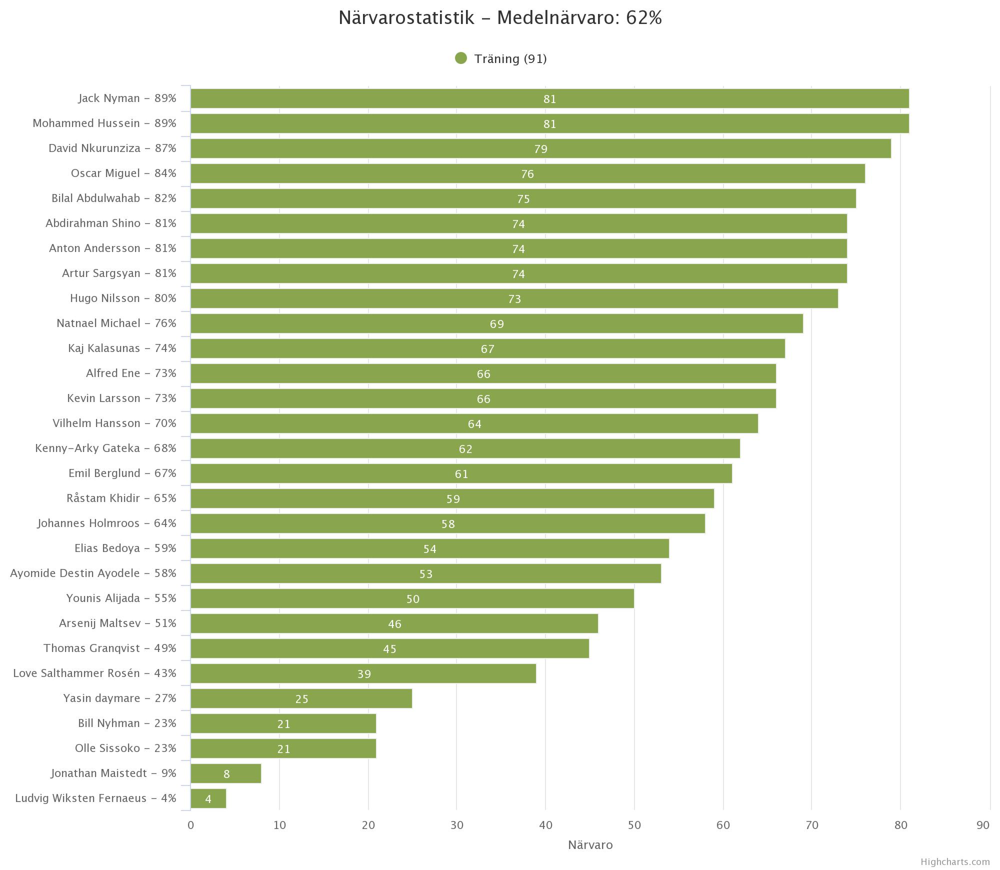 Närvarostatistik – Medelnärvaro: 62%
Träning (91)
Jack Nyman – 89% 81
Mohammed Hussein – 89% 81
David Nkurunziza – 87% 79
Oscar Miguel – 84% 76
Bilal Abdulwahab – 82% 75
Abdirahman Shino – 81% 74
Anton Andersson – 81% 74
Artur Sargsyan – 81% 74
Hugo Nilsson – 80% 73
Natnael Michael – 76% 69
Kaj Kalasunas – 74% 67
Alfred Ene – 73% 66
Kevin Larsson – 73% 66
Vilhelm Hansson – 70% 64
Kenny–Arky Gateka – 68% 62
Emil Berglund – 67% 61
Råstam Khidir – 65% 59
Johannes Holmroos – 64% 58
Elias Bedoya – 59% 54
Ayomide Destin Ayodele – 58% 53
Younis Alijada – 55% 50
Arsenij Maltsev – 51% 46
Thomas Granqvist – 49% 45
Love Salthammer Rosén – 43% 39
Yasin daymare – 27% 25
Bill Nyhman – 23% 21
Olle Sissoko – 23% 21
Jonathan Maistedt – 9% 8
Ludvig Wiksten Fernaeus – 4% 4
0 10 20 30 40 50 60 70 80 90
Närvaro
Highcharts.com